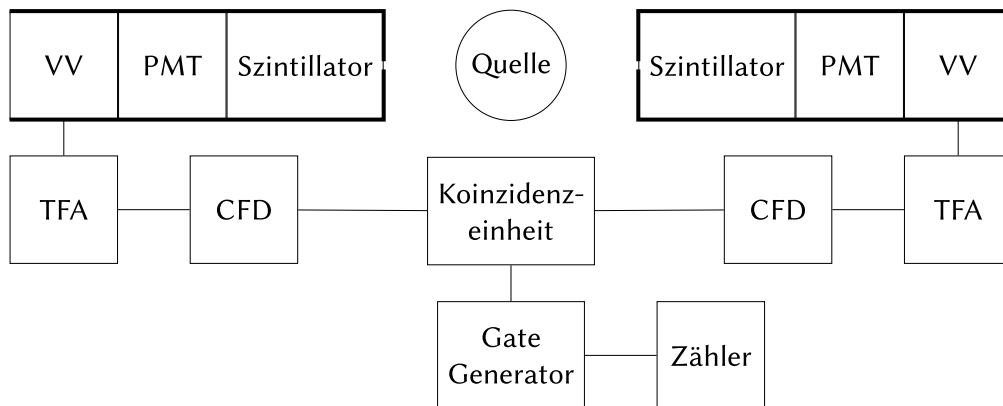 VV PMT Szintillator Quelle Szintillator PMT VV
TFA CFD Koinzidenz-
einheit CFD TFA
Gate
Generator Zähler